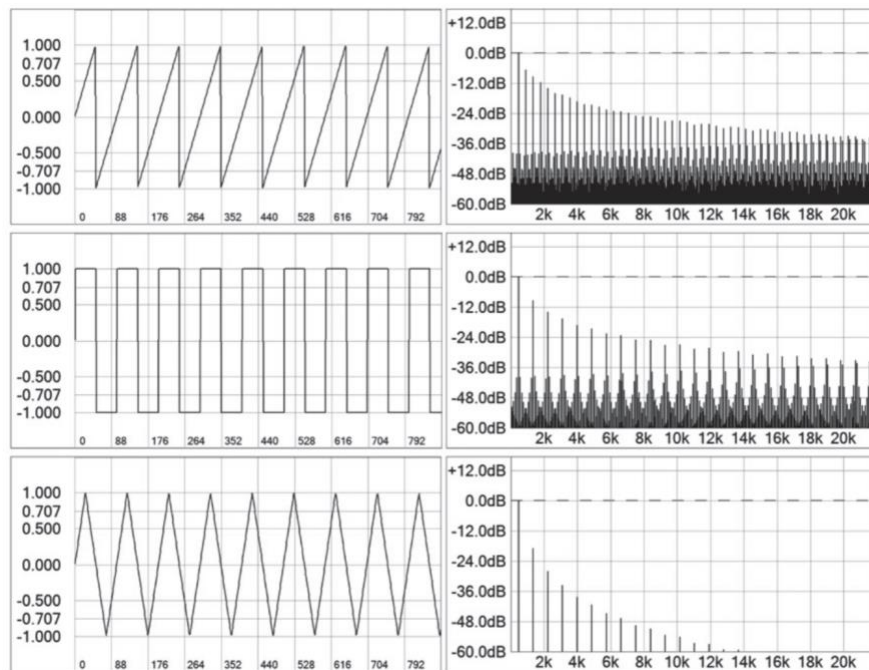 1.000
0.707
0.500
0.000
-0.500
-0.707
-1.000
0 88 176 264 352 440 528 616 704 792
+12.0dB
0.0dB
-12.0dB
-24.0dB
-36.0dB
-48.0dB
-60.0dB
2k 4k 6k 8k 10k 12k 14k 16k 18k 20k
1.000
0.707
0.500
0.000
-0.500
-0.707
-1.000
0 88 176 264 352 440 528 616 704 792
+12.0dB
0.0dB
-12.0dB
-24.0dB
-36.0dB
-48.0dB
-60.0dB
2k 4k 6k 8k 10k 12k 14k 16k 18k 20k
1.000
0.707
0.500
0.000
-0.500
-0.707
-1.000
0 88 176 264 352 440 528 616 704 792
+12.0dB
0.0dB
-12.0dB
-24.0dB
-36.0dB
-48.0dB
-60.0dB
2k 4k 6k 8k 10k 12k 14k 16k 18k 20k